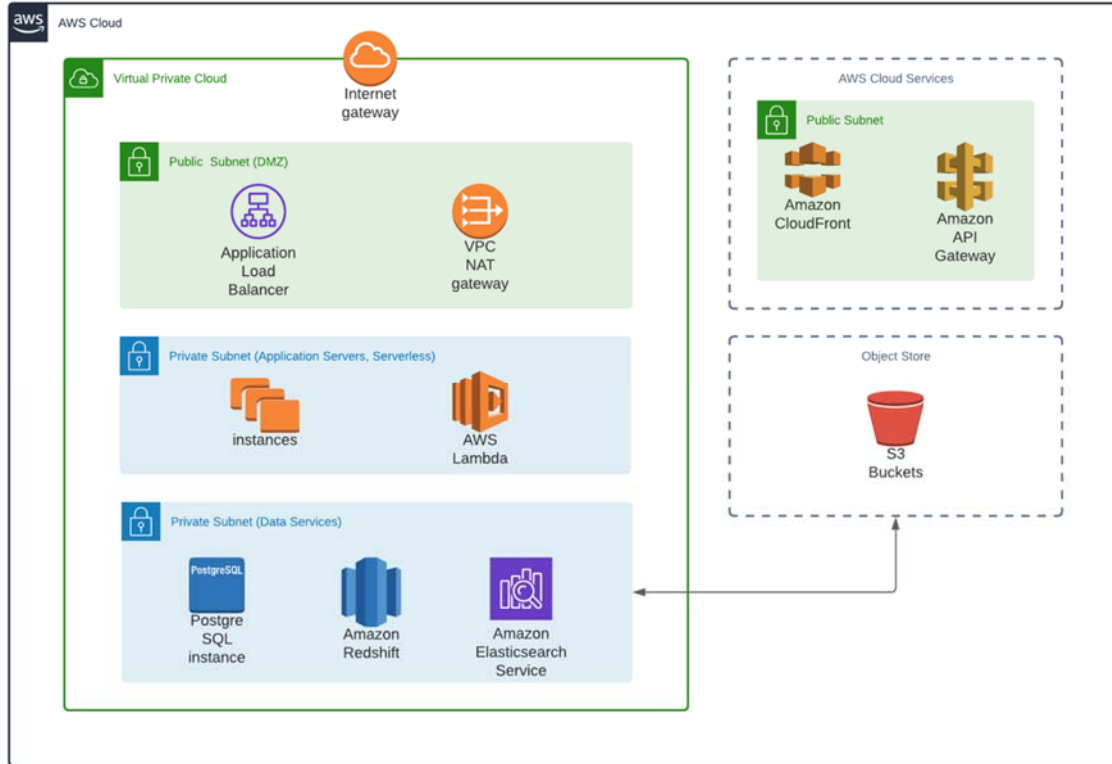 aws
AWS Cloud
Internet
gateway
Virtual Private Cloud
Public Subnet (DMZ)
Application
Load
Balancer
VPC
NAT
gateway
Private Subnet (Application Servers, Serverless)
instances
AWS
Lambda
Private Subnet (Data Services)
PostgreSQL
Postgre
SQL
instance
Amazon
Redshift
Amazon
Elasticsearch
Service
AWS Cloud Services
Public Subnet
Amazon
CloudFront
Amazon
API
Gateway
Object Store
S3
Buckets